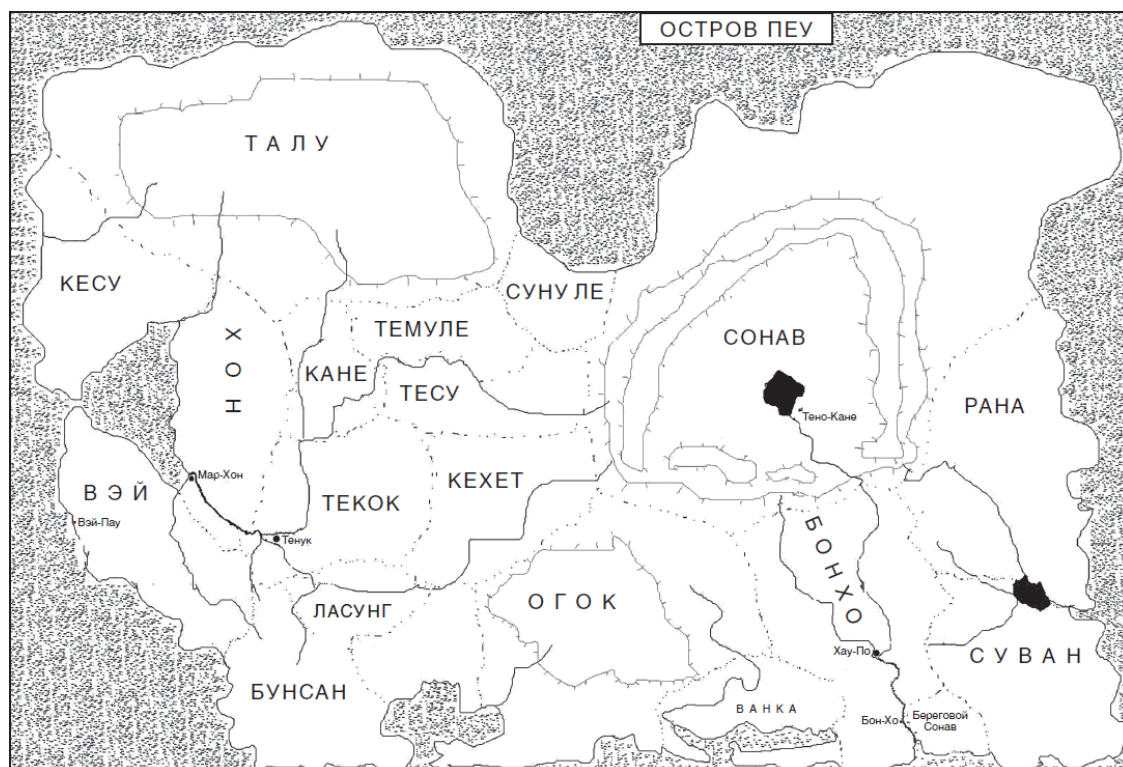 ОСТРОВ ПЕУ
ТАЛУ
КЕСУ
СУНУЛЕ
ХОН
ТЕМУЛЕ
СОНАВ
КАНЕ
ТЕСУ
РАНА
Тено-Кане
Мар-Хон
КЕХЕТ
ВЭЙ
ТЕКОК
Вэй-Пау
Тенук
БОНХО
ЛАСУНГ
ОГОК
Хау-По
СУВАН
БУНСАН
ВАНКА
Бон-Хо
Береговой
Сонав